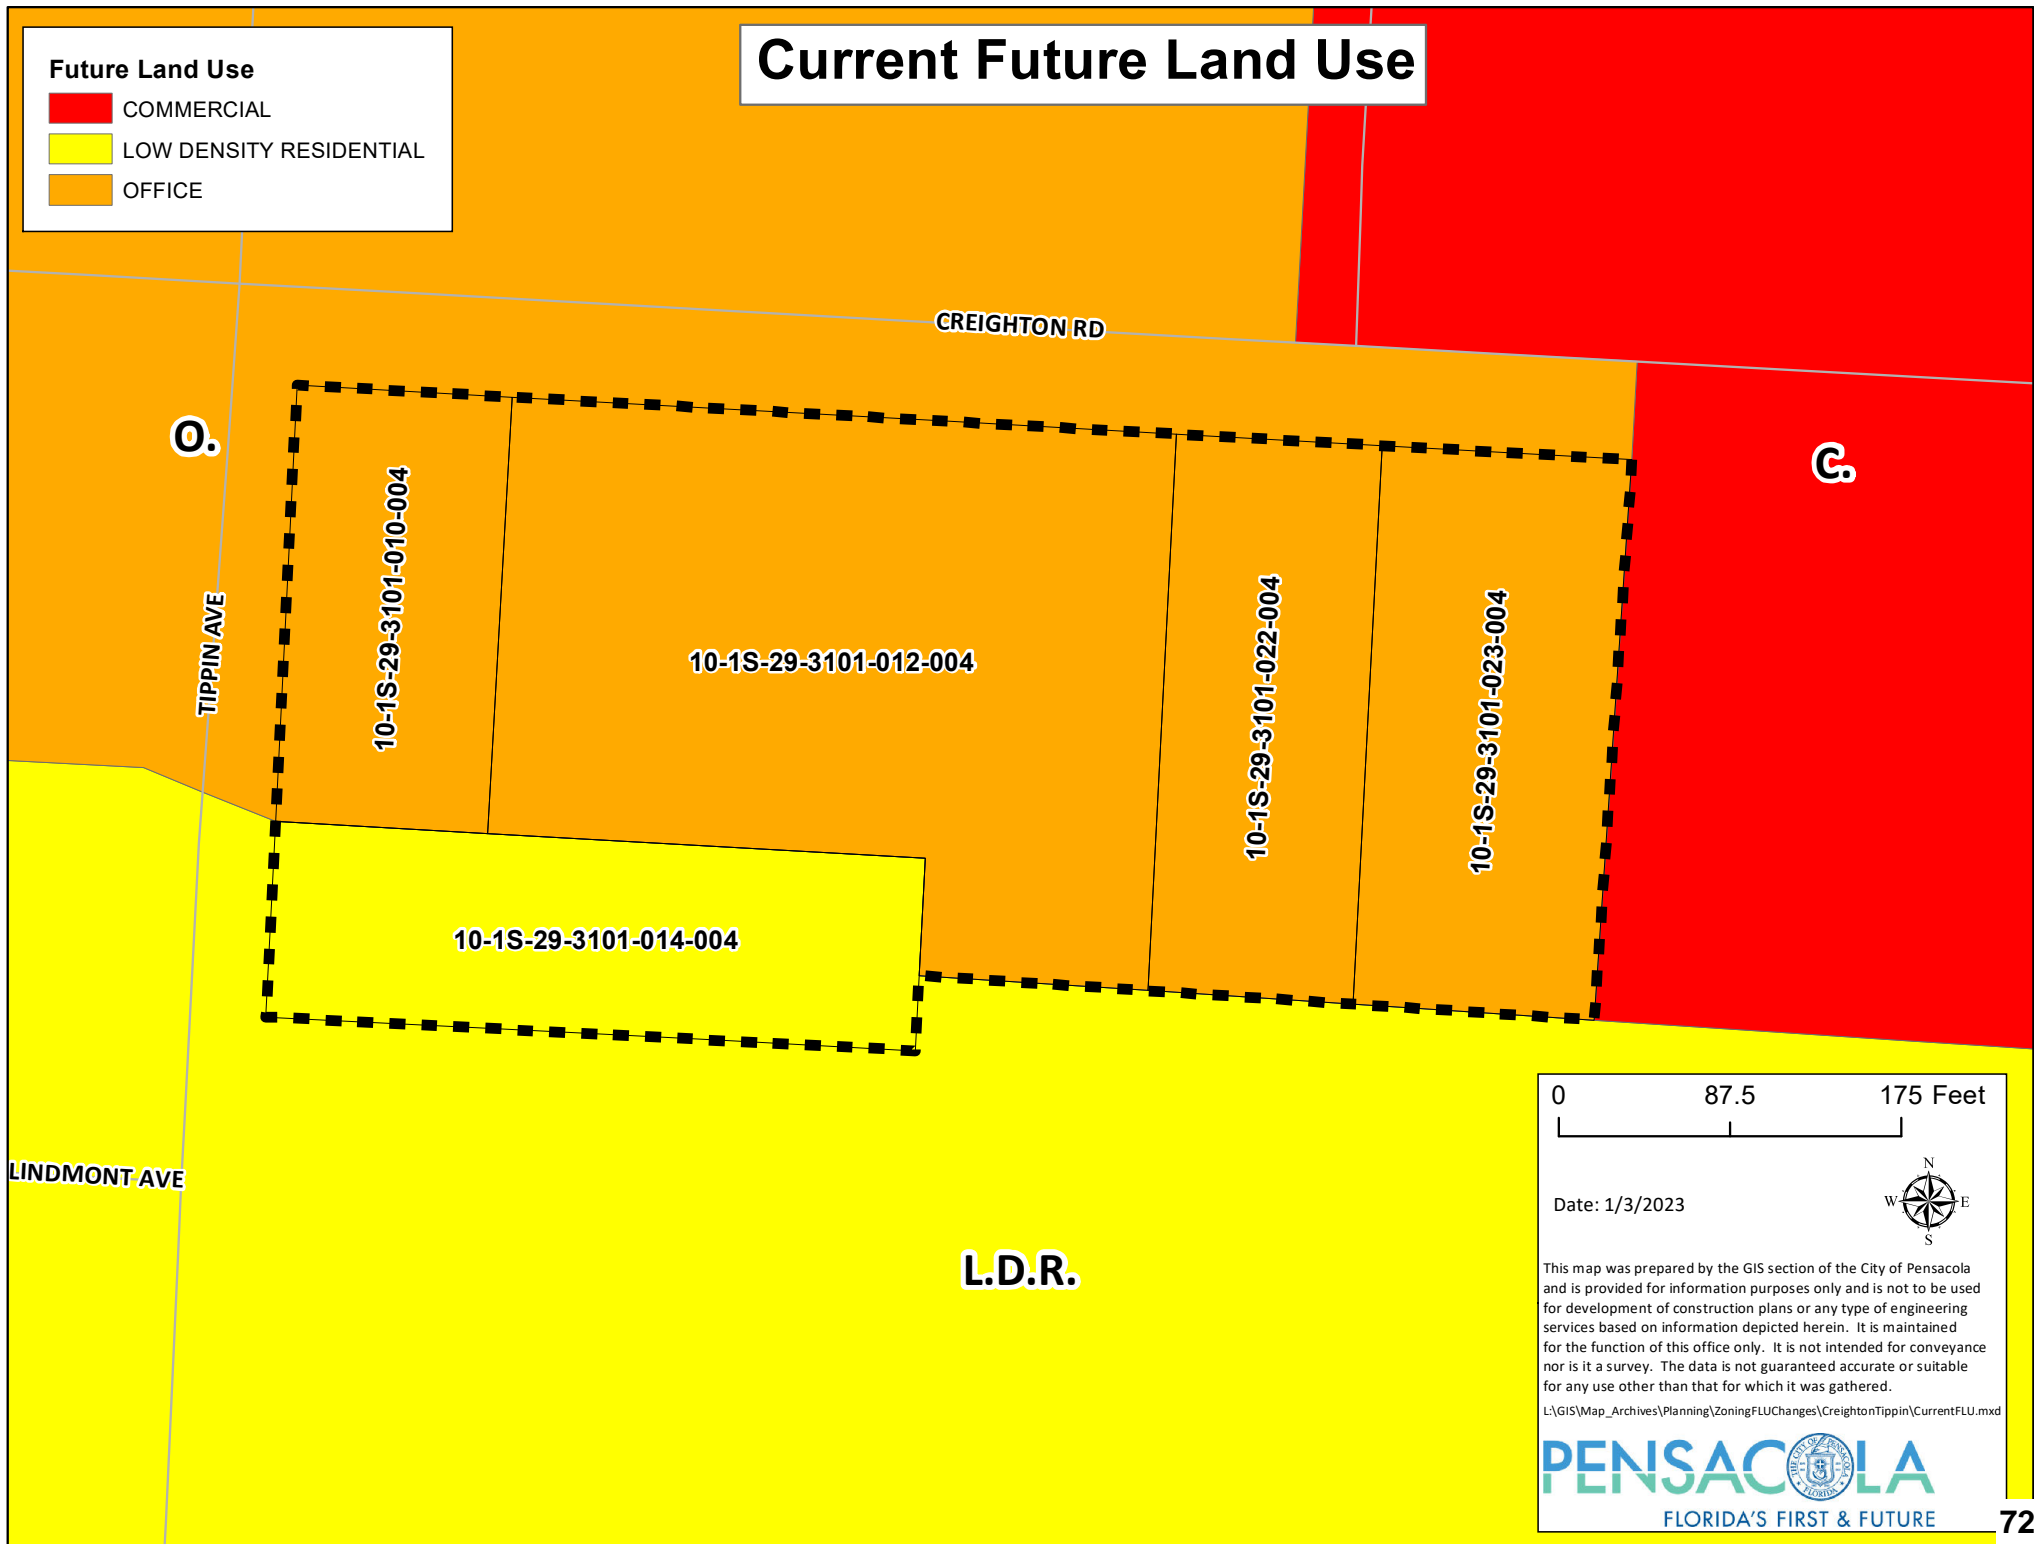 Current Future Land Use
Future Land Use
COMMERCIAL
LOW DENSITY RESIDENTIAL
OFFICE
CREIGHTON RD
O.
C.
TIPPIN AVE
10-1S-29-3101-010-004
10-1S-29-3101-012-004
10-1S-29-3101-022-004
10-1S-29-3101-023-004
10-1S-29-3101-014-004
LINDMONT AVE
L.D.R.
0 87.5 175 Feet
N
W E
S
Date: 1/3/2023
This map was prepared by the GIS section of the City of Pensacola
and is provided for information purposes only and is not to be used
for development of construction plans or any type of engineering
services based on information depicted herein. It is maintained
for the function of this office only. It is not intended for conveyance
nor is it a survey. The data is not guaranteed accurate or suitable
for any use other than that for which it was gathered.
L:\GIS\Map_Archives\Planning\ZoningFLUChanges\CreightonTippin\CurrentFLU.mxd
PENSACOLA
THE CITY OF PENSACOLA
FLORIDA
FLORIDA'S FIRST & FUTURE
72